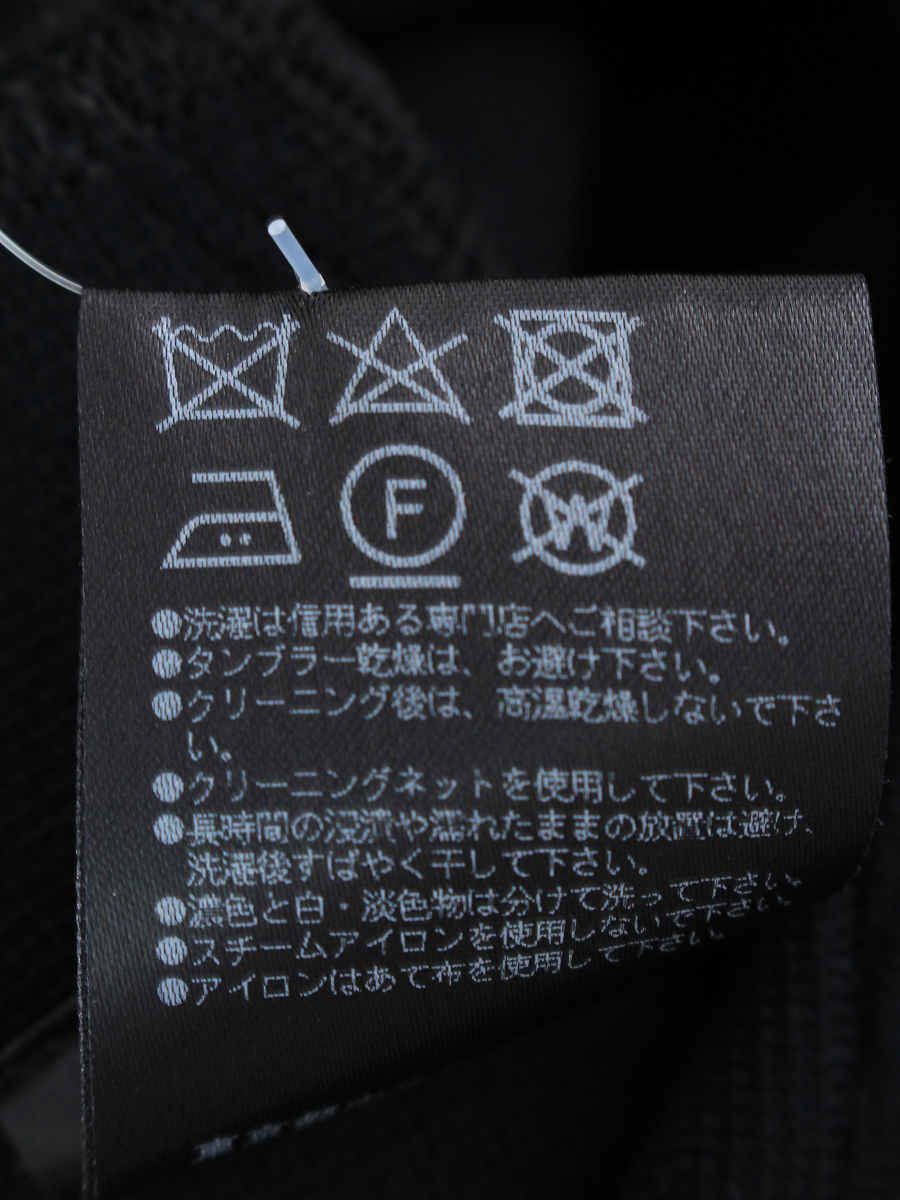 F
W
●洗濯は信用ある専門店へご相談下さい。
●タンブラー乾燥は、お避け下さい。
●クリーニング後は、高温乾燥しないで下さ
い。
●クリーニングネットを使用して下さい。
●長時間の浸漬や濡れたままの放置は避け、
洗濯後すばやく干して下さい。
●濃色と白・淡色物は分けて洗って下さい。
●スチームアイロンを使用しないで下さい。
●アイロンはあて布を使用して下さい。